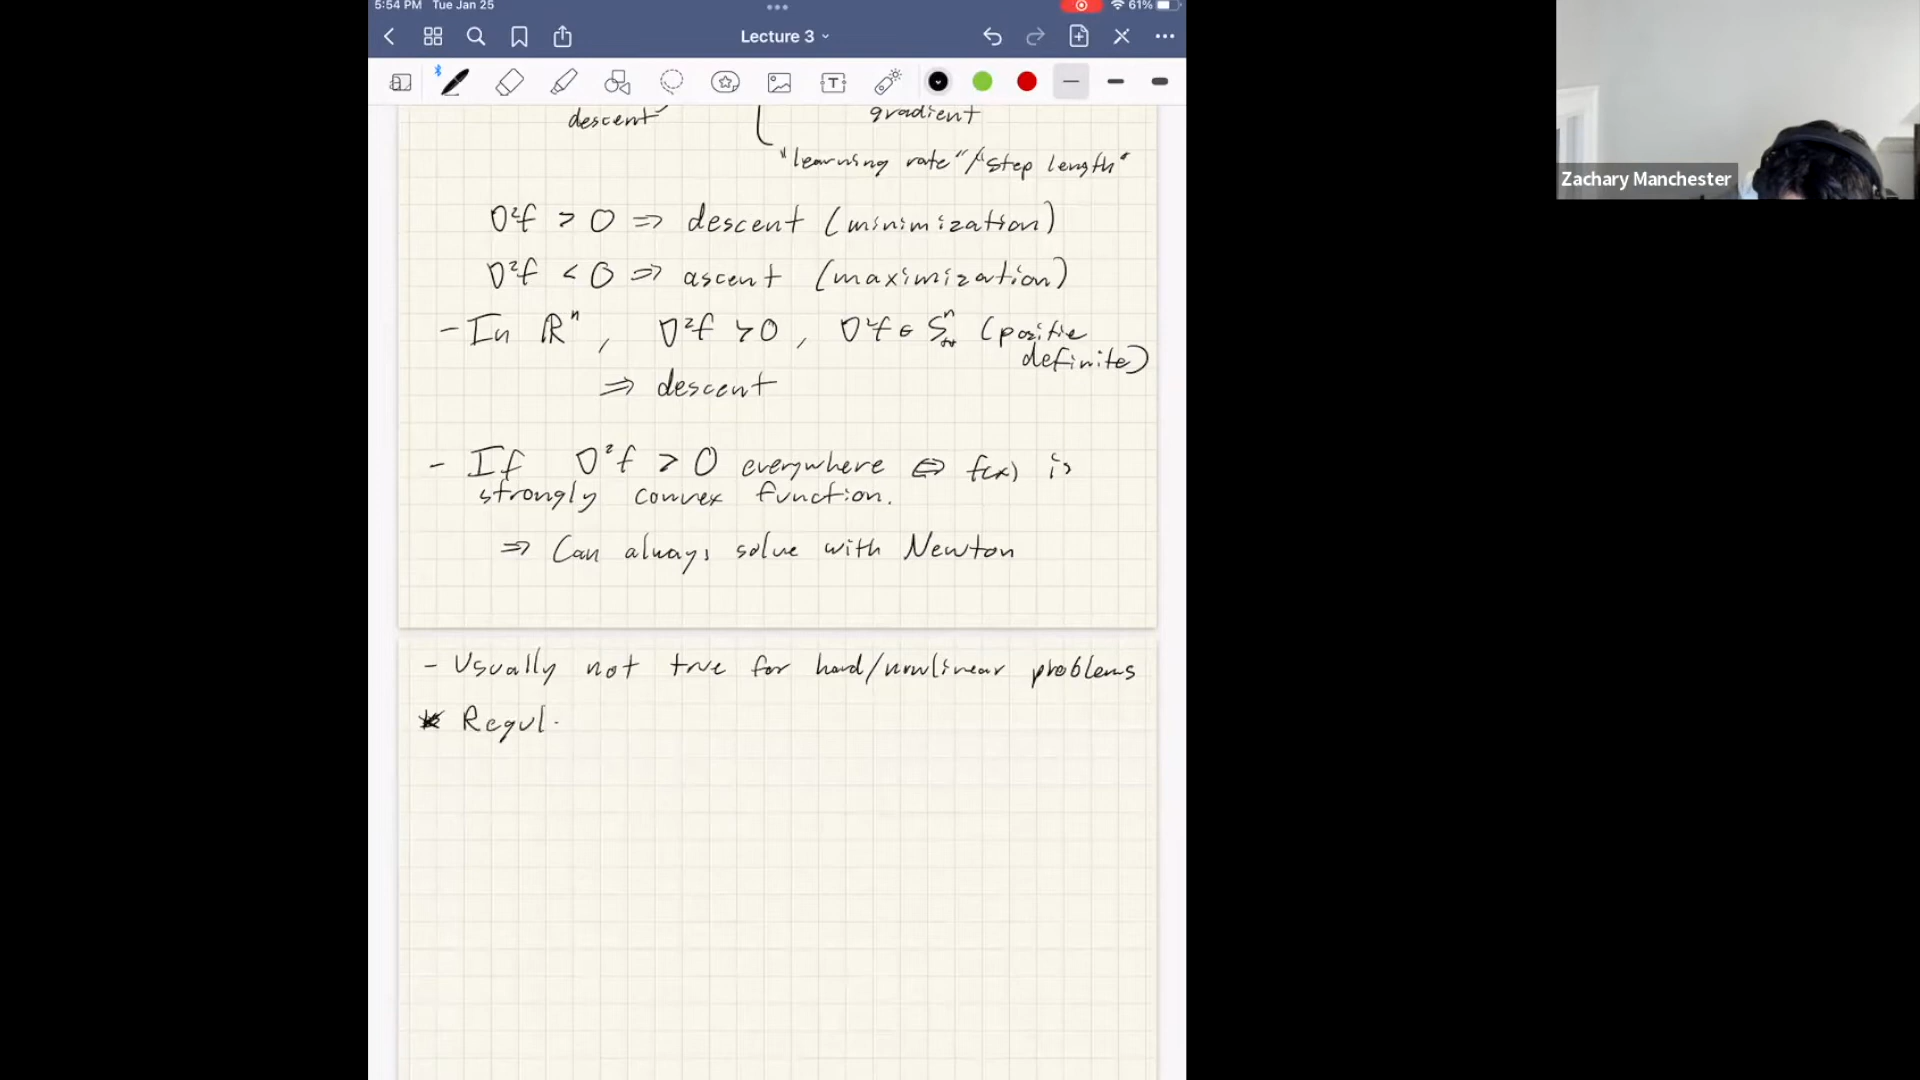 5:54 PM Tue Jan 25
61%
Lecture 3
descent
gradient
"learning rate"/"step length"
∇²f > 0 ⇒ descent (minimization)
∇²f < 0 ⇒ ascent (maximization)
- In ℝⁿ, ∇²f > 0, ∇²f ∈ Sⁿ₊₊ (positive
definite)
⇒ descent
- If ∇²f > 0 everywhere ⇔ f(x) is
strongly convex function.
⇒ Can always solve with Newton
- Usually not true for hard/nonlinear problems
* Regul
Zachary Manchester